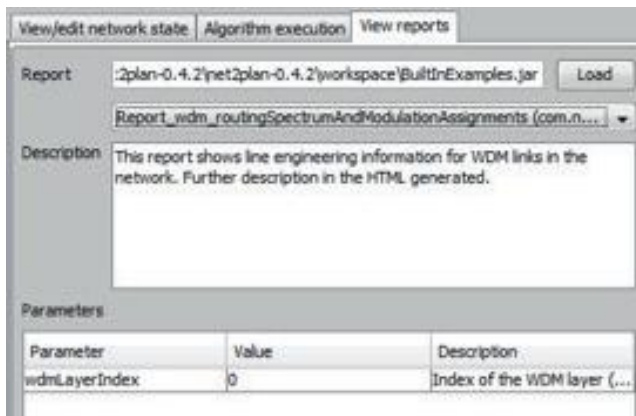 View/edit network state Algorithm execution View reports
Report :2plan-0.4.2\net2plan-0.4.2\workspace\BuiltInExamples.jar Load
Report_wdm_routingSpectrumAndModulationAssignments (com.n...
Description This report shows line engineering information for WDM links in the
network. Further description in the HTML generated.
Parameters
Parameter Value Description
wdmLayerIndex 0 Index of the WDM layer (...